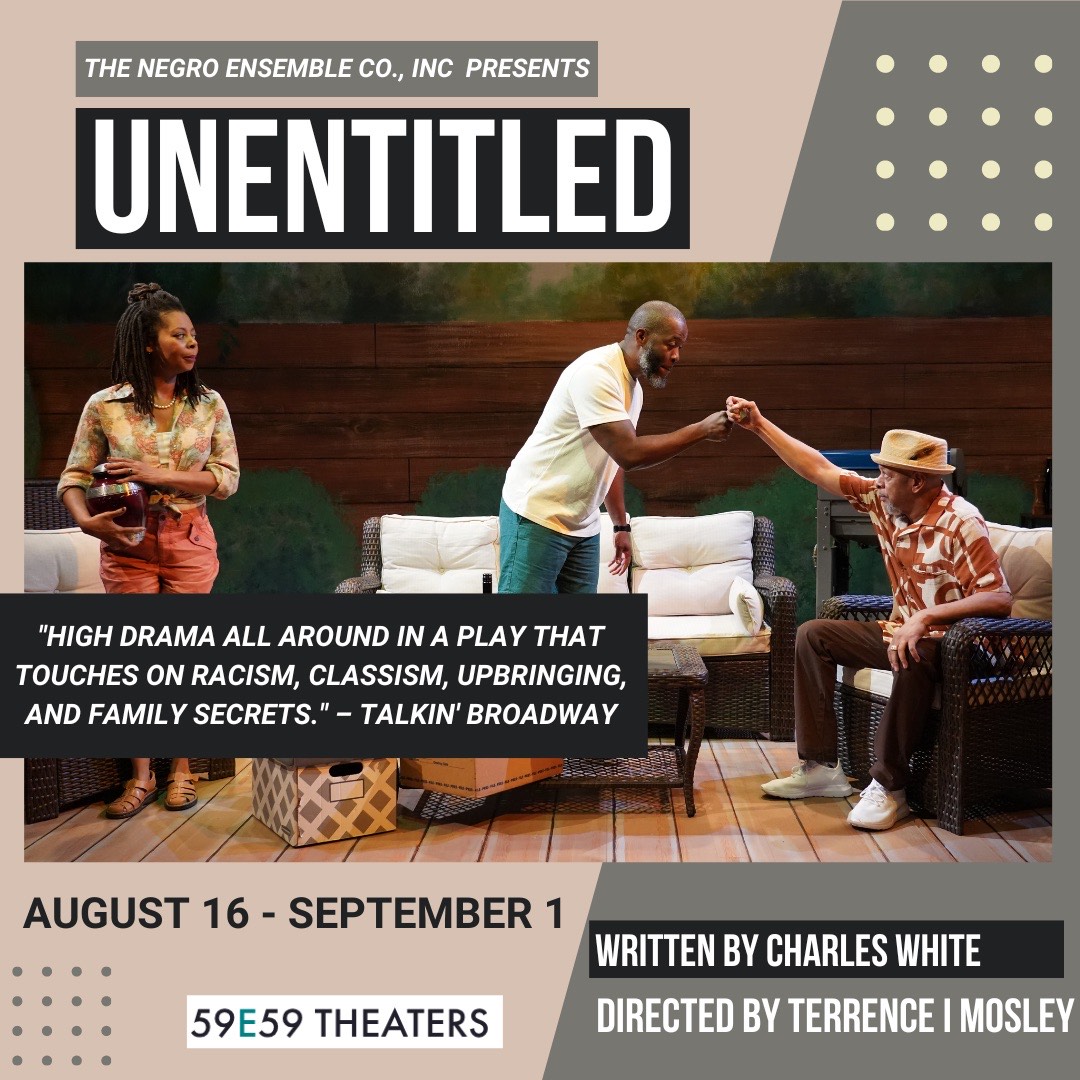 THE NEGRO ENSEMBLE CO., INC PRESENTS
UNENTITLED
"HIGH DRAMA ALL AROUND IN A PLAY THAT
TOUCHES ON RACISM, CLASSISM, UPBRINGING,
AND FAMILY SECRETS." – TALKIN' BROADWAY
AUGUST 16 - SEPTEMBER 1
WRITTEN BY CHARLES WHITE
59E59 THEATERS
DIRECTED BY TERRENCE I MOSLEY